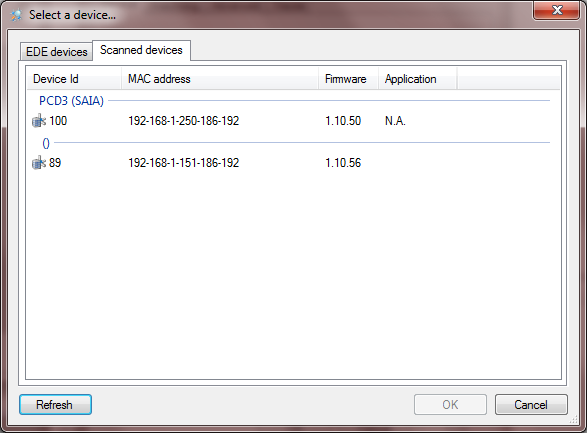 Select a device...
EDE devices Scanned devices
Device Id MAC address Firmware Application
PCD3 (SAIA)
100 192-168-1-250-186-192 1.10.50 N.A.
()
89 192-168-1-151-186-192 1.10.56
Refresh OK Cancel